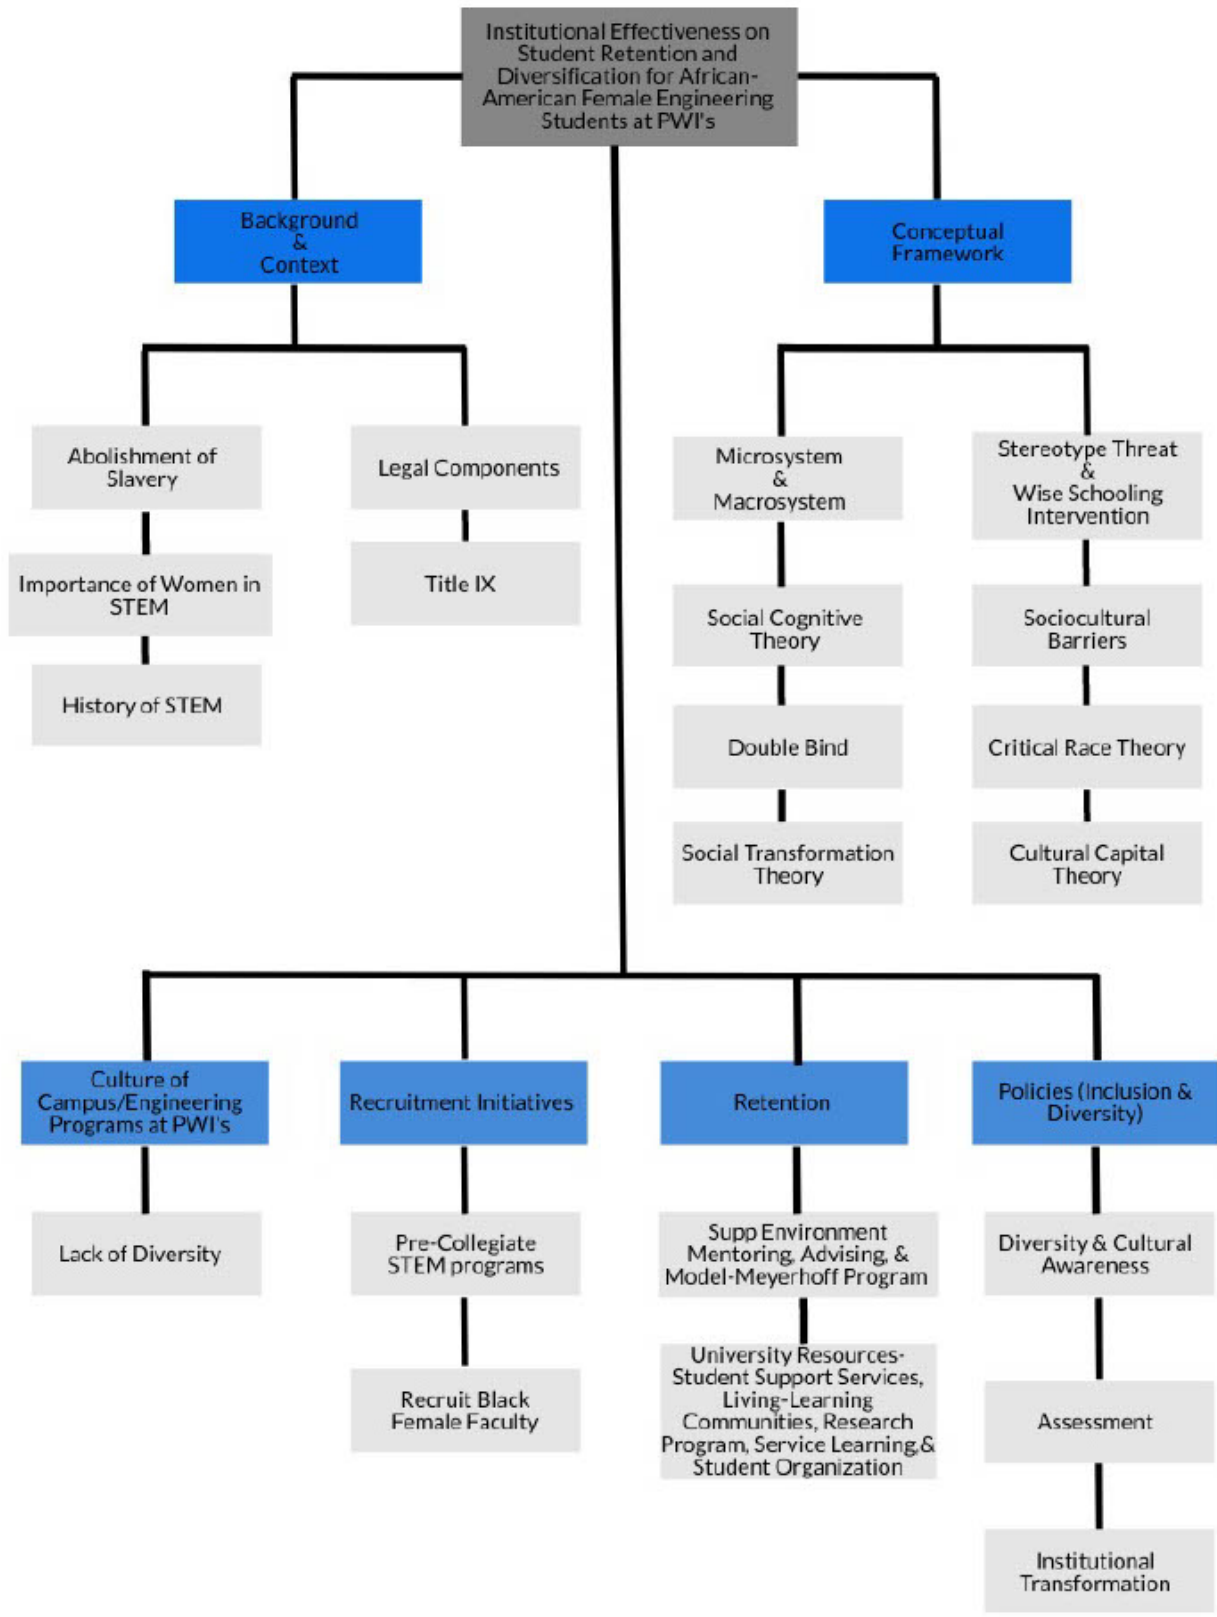 Institutional Effectiveness on
Student Retention and
Diversification for African-
American Female Engineering
Students at PWI's
Background
&
Context
Conceptual
Framework
Abolishment of
Slavery
Legal Components
Microsystem
&
Macrosystem
Stereotype Threat
&
Wise Schooling
Intervention
Importance of Women in
STEM
Title IX
Social Cognitive
Theory
Sociocultural
Barriers
History of STEM
Double Bind
Critical Race Theory
Social Transformation
Theory
Cultural Capital
Theory
Culture of
Campus/Engineering
Programs at PWI's
Recruitment Initiatives
Retention
Policies (Inclusion &
Diversity)
Lack of Diversity
Pre-Collegiate
STEM programs
Supp Environment
Mentoring, Advising, &
Model-Meyerhoff Program
Diversity & Cultural
Awareness
Recruit Black
Female Faculty
University Resources-
Student Support Services,
Living-Learning
Communities, Research
Program, Service Learning,&
Student Organization
Assessment
Institutional
Transformation